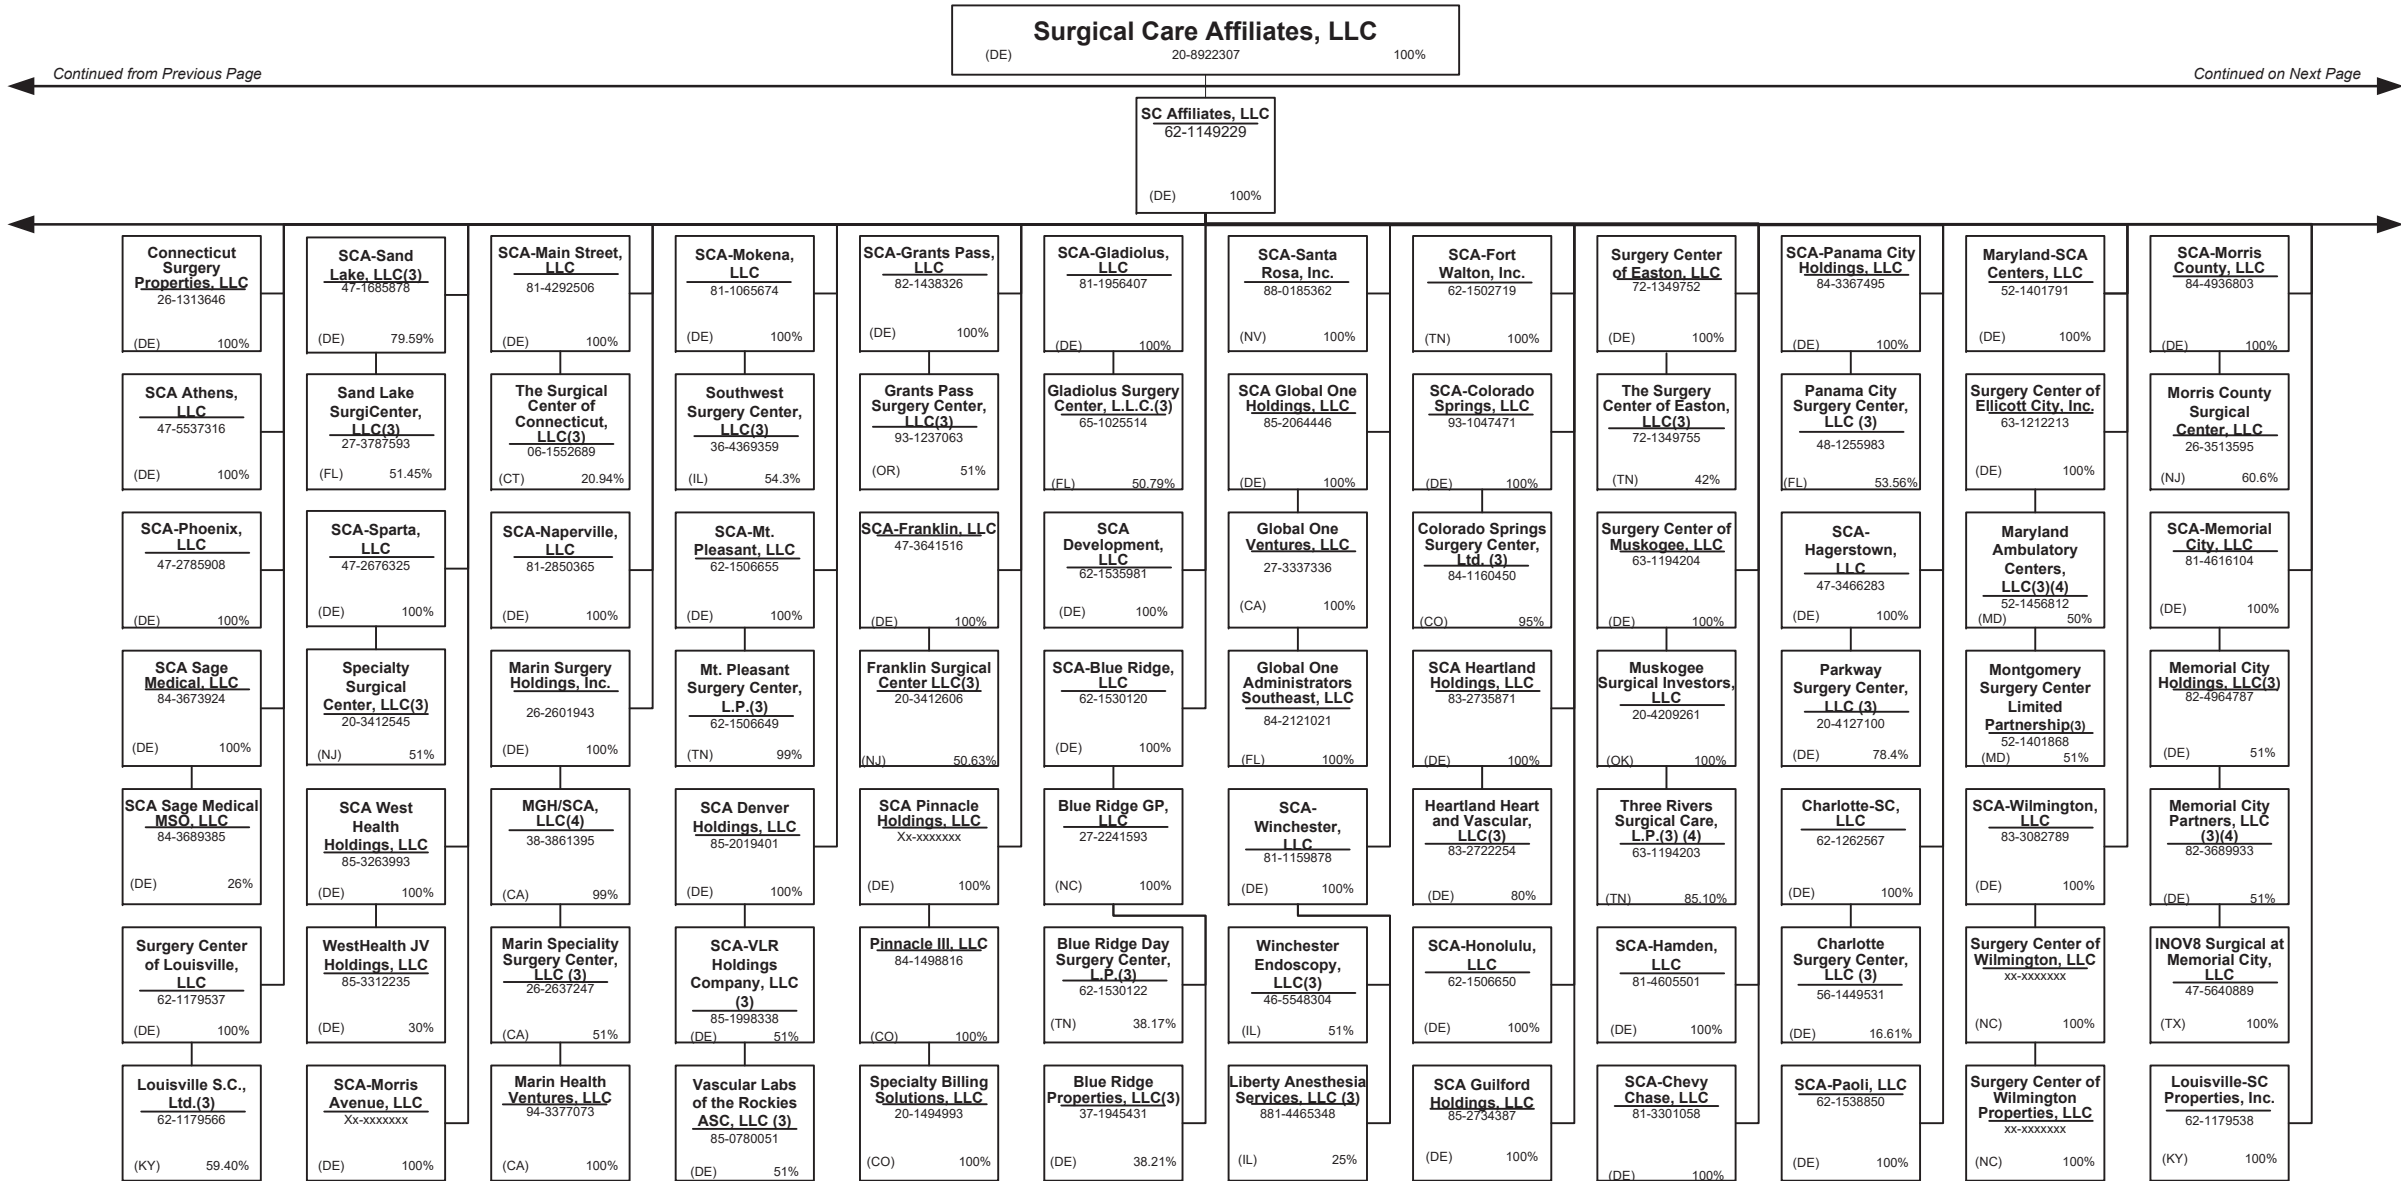 Surgical Care Affiliates, LLC
(DE) 20-8922307 100%
Continued from Previous Page
Continued on Next Page
SC Affiliates, LLC
62-1149229
(DE) 100%
Connecticut
Surgery
Properties, LLC
26-1313646
(DE) 100%
SCA Athens,
LLC
47-5537316
(DE) 100%
SCA-Phoenix,
LLC
47-2785908
(DE) 100%
SCA Sage
Medical, LLC
84-3673924
(DE) 100%
SCA Sage Medical
MSO, LLC
84-3689385
(DE) 26%
Surgery Center
of Louisville,
LLC
62-1179537
(DE) 100%
Louisville S.C.,
Ltd.(3)
62-1179566
(KY) 59.40%
SCA-Sand
Lake, LLC(3)
47-1685878
(DE) 79.59%
Sand Lake
SurgiCenter,
LLC(3)
27-3787593
(FL) 51.45%
SCA-Sparta,
LLC
47-2676325
(DE) 100%
Specialty
Surgical
Center, LLC(3)
20-3412545
(NJ) 51%
SCA West
Health
Holdings, LLC
85-3263993
(DE) 100%
WestHealth JV
Holdings, LLC
85-3312235
(DE) 30%
SCA-Morris
Avenue, LLC
Xx-xxxxxxx
(DE) 100%
SCA-Main Street,
LLC
81-4292506
(DE) 100%
The Surgical
Center of
Connecticut,
LLC(3)
06-1552689
(CT) 20.94%
SCA-Naperville,
LLC
81-2850365
(DE) 100%
Marin Surgery
Holdings, Inc.
26-2601943
(DE) 100%
MGH/SCA,
LLC(4)
38-3861395
(CA) 99%
Marin Speciality
Surgery Center,
LLC (3)
26-2637247
(CA) 51%
Marin Health
Ventures, LLC
94-3377073
(CA) 100%
SCA-Mokena,
LLC
81-1065674
(DE) 100%
Southwest
Surgery Center,
LLC(3)
36-4369359
(IL) 54.3%
SCA-Mt.
Pleasant, LLC
62-1506655
(DE) 100%
Mt. Pleasant
Surgery Center,
L.P.(3)
62-1506649
(TN) 99%
SCA Denver
Holdings, LLC
85-2019401
(DE) 100%
SCA-VLR
Holdings
Company, LLC
(3)
85-1998338
(DE) 51%
Vascular Labs
of the Rockies
ASC, LLC (3)
85-0780051
(DE) 51%
SCA-Grants Pass,
LLC
82-1438326
(DE) 100%
Grants Pass
Surgery Center,
LLC(3)
93-1237063
(OR) 51%
SCA-Franklin, LLC
47-3641516
(DE) 100%
Franklin Surgical
Center LLC(3)
20-3412606
(NJ) 50.63%
SCA Pinnacle
Holdings, LLC
Xx-xxxxxxx
(DE) 100%
Pinnacle III, LLC
84-1498816
(CO) 100%
Specialty Billing
Solutions, LLC
20-1494993
(CO) 100%
SCA-Gladiolus,
LLC
81-1956407
(DE) 100%
Gladiolus Surgery
Center, L.L.C.(3)
65-1025514
(FL) 50.79%
SCA
Development,
LLC
62-1535981
(DE) 100%
SCA-Blue Ridge,
LLC
62-1530120
(DE) 100%
Blue Ridge GP,
LLC
27-2241593
(NC) 100%
Blue Ridge Day
Surgery Center,
L.P.(3)
62-1530122
(TN) 38.17%
Blue Ridge
Properties, LLC(3)
37-1945431
(DE) 38.21%
SCA-Santa
Rosa, Inc.
88-0185362
(NV) 100%
SCA Global One
Holdings, LLC
85-2064446
(DE) 100%
Global One
Ventures, LLC
27-3337336
(CA) 100%
Global One
Administrators
Southeast, LLC
84-2121021
(FL) 100%
SCA-
Winchester,
LLC
81-1159878
(DE) 100%
Winchester
Endoscopy,
LLC(3)
46-5548304
(IL) 51%
Liberty Anesthesia
Services, LLC (3)
881-4465348
(IL) 25%
SCA-Fort
Walton, Inc.
62-1502719
(TN) 100%
SCA-Colorado
Springs, LLC
93-1047471
(DE) 100%
Colorado Springs
Surgery Center,
Ltd. (3)
84-1160450
(CO) 95%
SCA Heartland
Holdings, LLC
83-2735871
(DE) 100%
Heartland Heart
and Vascular,
LLC(3)
83-2722254
(DE) 80%
SCA-Honolulu,
LLC
62-1506650
(DE) 100%
SCA Guilford
Holdings, LLC
85-2734387
(DE) 100%
Surgery Center
of Easton, LLC
72-1349752
(DE) 100%
The Surgery
Center of Easton,
LLC(3)
72-1349755
(TN) 42%
Surgery Center of
Muskogee, LLC
63-1194204
(DE) 100%
Muskogee
Surgical Investors,
LLC
20-4209261
(OK) 100%
Three Rivers
Surgical Care,
L.P.(3) (4)
63-1194203
(TN) 85.10%
SCA-Hamden,
LLC
81-4605501
(DE) 100%
SCA-Chevy
Chase, LLC
81-3301058
(DE) 100%
SCA-Panama City
Holdings, LLC
84-3367495
(DE) 100%
Panama City
Surgery Center,
LLC (3)
48-1255983
(FL) 53.56%
SCA-
Hagerstown,
LLC
47-3466283
(DE) 100%
Parkway
Surgery Center,
LLC (3)
20-4127100
(DE) 78.4%
Charlotte-SC,
LLC
62-1262567
(DE) 100%
Charlotte
Surgery Center,
LLC (3)
56-1449531
(DE) 16.61%
SCA-Paoli, LLC
62-1538850
(DE) 100%
Maryland-SCA
Centers, LLC
52-1401791
(DE) 100%
Surgery Center of
Ellicott City, Inc.
63-1212213
(DE) 100%
Maryland
Ambulatory
Centers,
LLC(3)(4)
52-1456812
(MD) 50%
Montgomery
Surgery Center
Limited
Partnership(3)
52-1401868
(MD) 51%
SCA-Wilmington,
LLC
83-3082789
(DE) 100%
Surgery Center of
Wilmington, LLC
xx-xxxxxxx
(NC) 100%
Surgery Center of
Wilmington
Properties, LLC
xx-xxxxxxx
(NC) 100%
SCA-Morris
County, LLC
84-4936803
(DE) 100%
Morris County
Surgical
Center, LLC
26-3513595
(NJ) 60.6%
SCA-Memorial
City, LLC
81-4616104
(DE) 100%
Memorial City
Holdings, LLC(3)
82-4964787
(DE) 51%
Memorial City
Partners, LLC
(3)(4)
82-3689933
(DE) 51%
INOV8 Surgical at
Memorial City,
LLC
47-5640889
(TX) 100%
Louisville-SC
Properties, Inc.
62-1179538
(KY) 100%